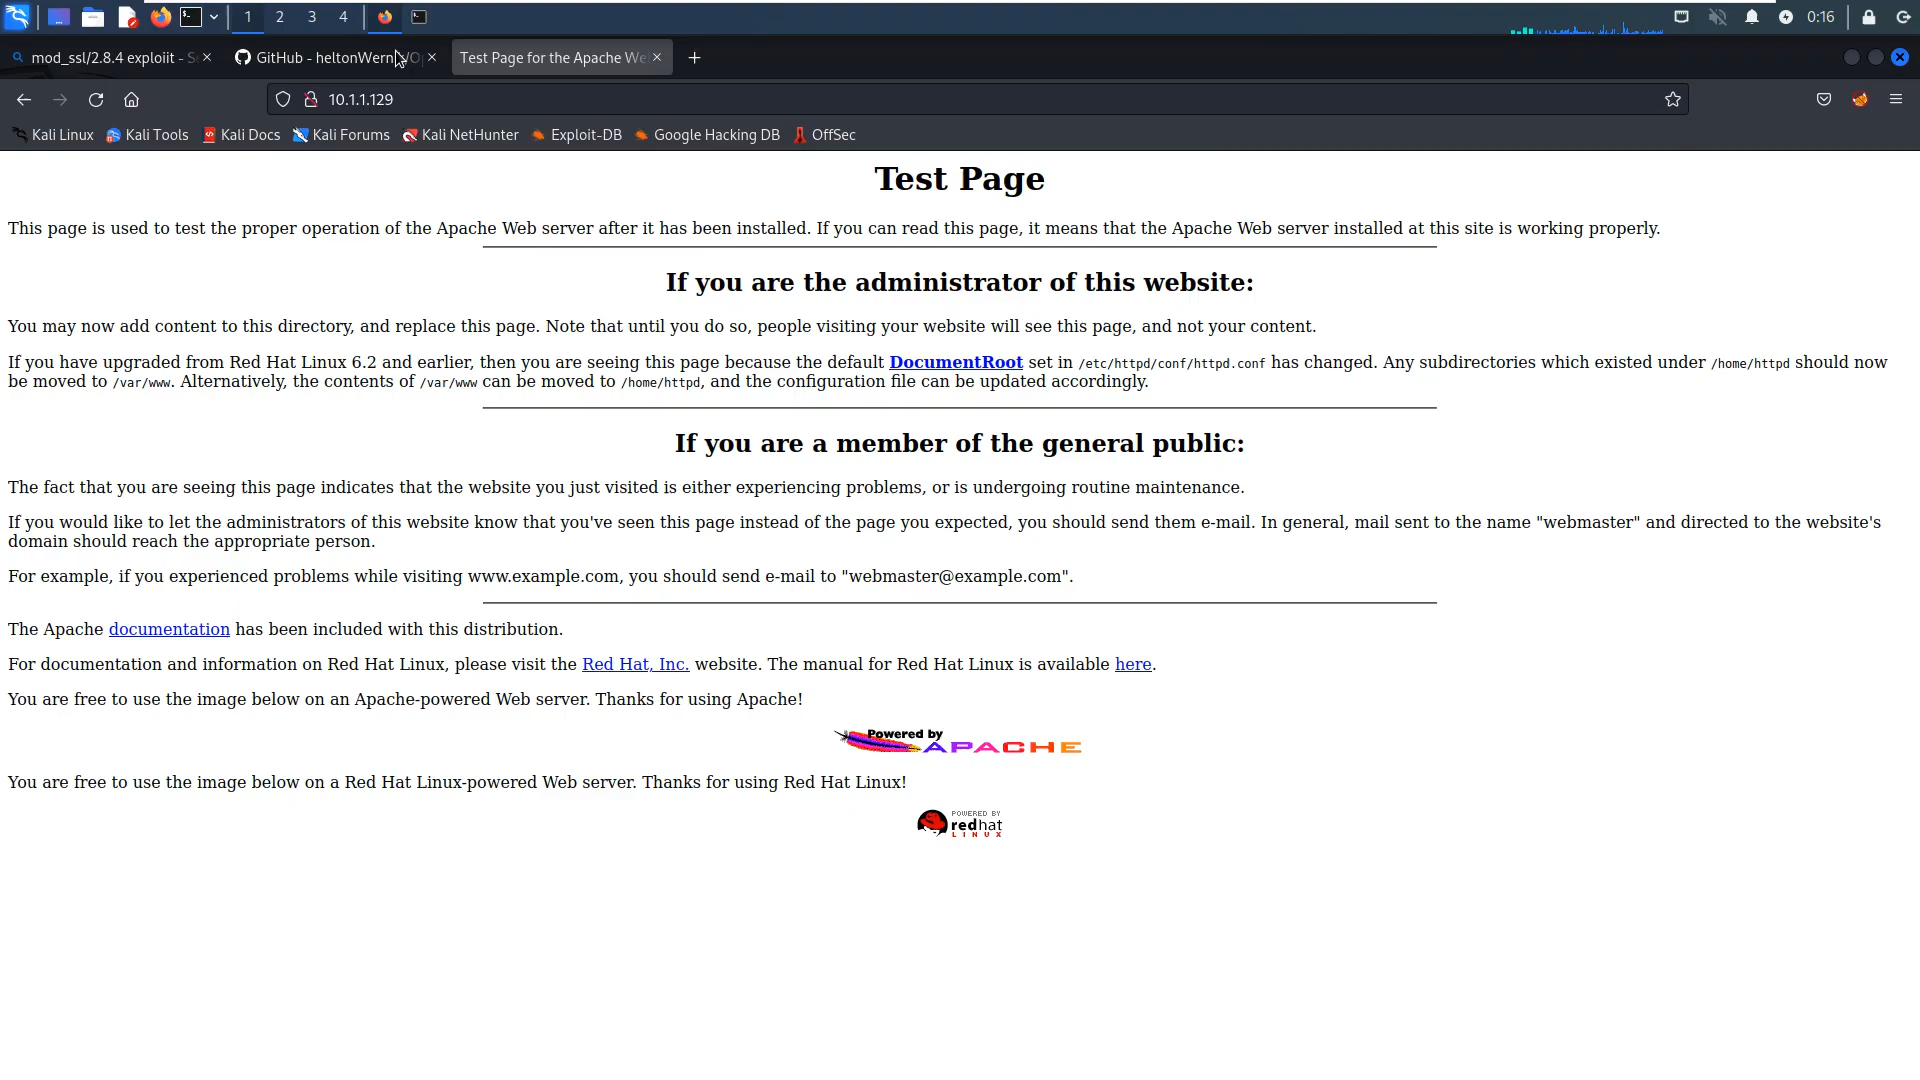 1 2 3 4 0:16
mod_ssl/2.8.4 exploiit - S
GitHub - heltonWern
Test Page for the Apache We
10.1.1.129
Kali Linux Kali Tools Kali Docs Kali Forums Kali NetHunter Exploit-DB Google Hacking DB OffSec
Test Page
This page is used to test the proper operation of the Apache Web server after it has been installed. If you can read this page, it means that the Apache Web server installed at this site is working properly.
If you are the administrator of this website:
You may now add content to this directory, and replace this page. Note that until you do so, people visiting your website will see this page, and not your content.
If you have upgraded from Red Hat Linux 6.2 and earlier, then you are seeing this page because the default DocumentRoot set in /etc/httpd/conf/httpd.conf has changed. Any subdirectories which existed under /home/httpd should now
be moved to /var/www. Alternatively, the contents of /var/www can be moved to /home/httpd, and the configuration file can be updated accordingly.
If you are a member of the general public:
The fact that you are seeing this page indicates that the website you just visited is either experiencing problems, or is undergoing routine maintenance.
If you would like to let the administrators of this website know that you've seen this page instead of the page you expected, you should send them e-mail. In general, mail sent to the name "webmaster" and directed to the website's
domain should reach the appropriate person.
For example, if you experienced problems while visiting www.example.com, you should send e-mail to "webmaster@example.com".
The Apache documentation has been included with this distribution.
For documentation and information on Red Hat Linux, please visit the Red Hat, Inc. website. The manual for Red Hat Linux is available here.
You are free to use the image below on an Apache-powered Web server. Thanks for using Apache!
Powered by
APACHE
You are free to use the image below on a Red Hat Linux-powered Web server. Thanks for using Red Hat Linux!
POWERED BY
redhat
LINUX